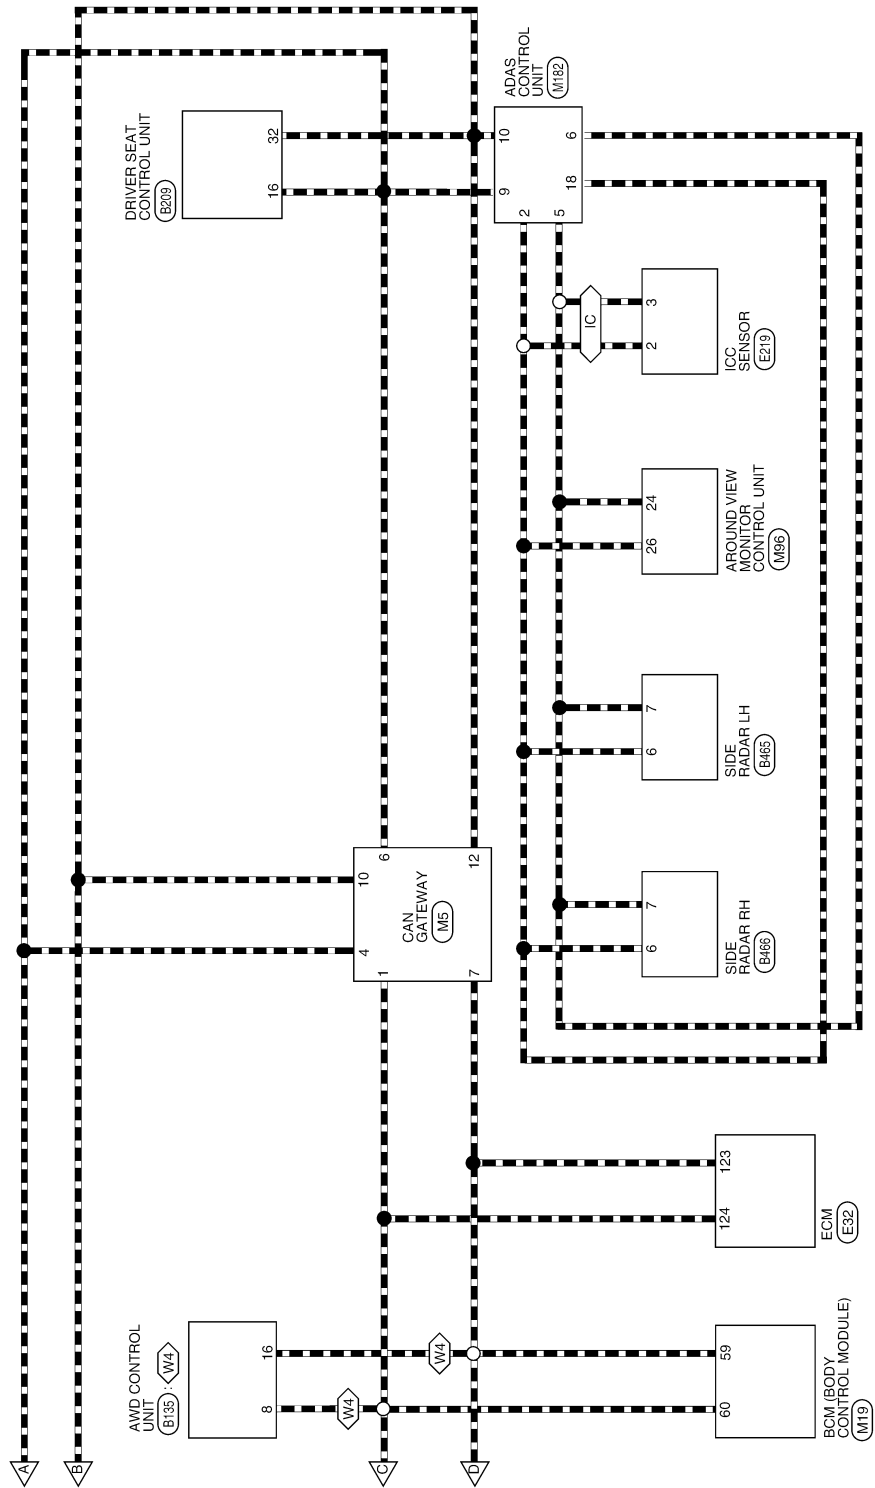 A
B
C
D
AWD CONTROL
UNIT
B135 : W4
8
16
W4
W4
BCM (BODY
CONTROL MODULE)
M19
60
59
ECM
E32
124
123
CAN
GATEWAY
M5
1
7
4
10
6
12
SIDE
RADAR RH
B466
6
7
SIDE
RADAR LH
B465
6
7
AROUND VIEW
MONITOR
CONTROL UNIT
M96
26
24
ICC
SENSOR
E219
2
3
IC
DRIVER SEAT
CONTROL UNIT
B209
16
32
ADAS
CONTROL
UNIT
M182
2
5
9
10
18
6